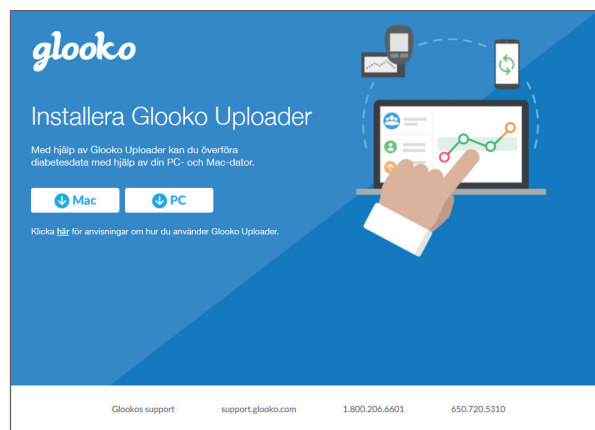 glooko
Installera Glooko Uploader
Med hjälp av Glooko Uploader kan du överföra
diabetesdata med hjälp av din PC- och Mac-dator.
Mac PC
Klicka här för anvisningar om hur du använder Glooko Uploader.
Glookos support support.glooko.com 1.800.206.6601 650.720.5310